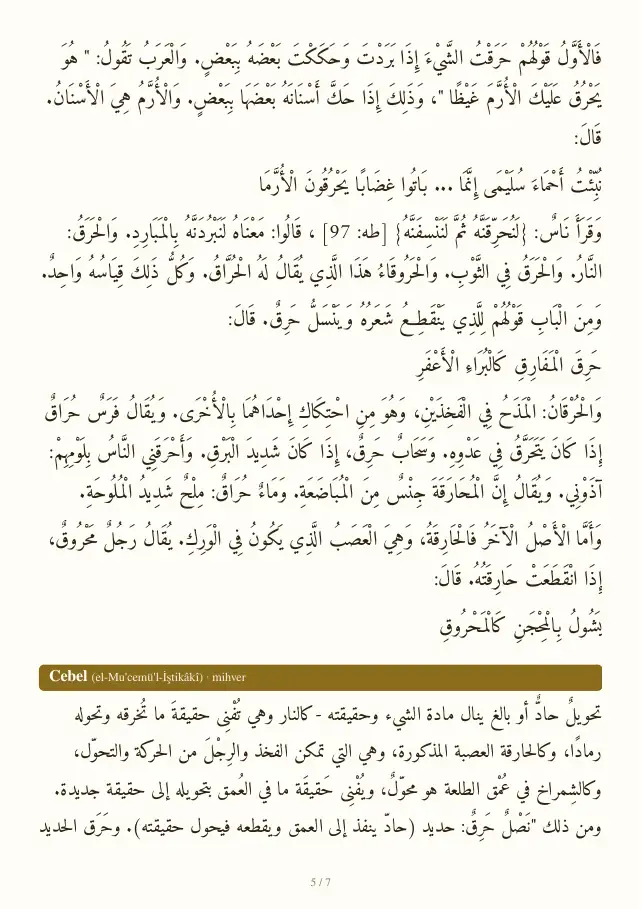 فَالْأَوَّلُ قَوْلُهُمْ حَرَقْتُ الشَّيْءَ إِذَا بَرَدْتَ وَحَكَكْتَ بَعْضَهُ بِبَعْضٍ. وَالْعَرَبُ تَقُولُ: " هُوَ
يَحْرُقُ عَلَيْكَ الْأُرَّمَ غَيْظًا "، وَذَلِكَ إِذَا حَكَّ أَسْنَانَهُ بَعْضَهَا بِبَعْضٍ. وَالْأُرَّمُ هِيَ الْأَسْنَانُ.
قَالَ:
نُبِّئْتُ أَحْمَاءَ سُلَيْمَى إِنَّمَا ... بَاتُوا غِضَابًا يَحْرُقُونَ الْأُرَّمَا
وَقَرَأَ نَاسٌ: {لَنُحَرِّقَنَّهُ ثُمَّ لَنَنْسِفَنَّهُ} [طه: 97] ، قَالُوا: مَعْنَاهُ لَنَبْرُدَنَّهُ بِالْمَبَارِدِ. وَالْحَرَقُ:
النَّارُ. وَالْحَرَقُ فِي الثَّوْبِ. وَالْحَرُوقَاءُ هَذَا الَّذِي يُقَالُ لَهُ الْحُرَّاقُ. وَكُلُّ ذَلِكَ قِيَاسُهُ وَاحِدٌ.
وَمِنَ الْبَابِ قَوْلُهُمْ لِلَّذِي يَنْقَطِعُ شَعَرُهُ وَيَنْسَلُّ حَرِقٌ. قَالَ:
حَرِقَ الْمَفَارِقِ كَالْبُرَاءِ الْأَعْفَرِ
وَالْحُرْقَانُ: الْمَذَحُ فِي الْفَخِذَيْنِ، وَهُوَ مِنِ احْتِكَاكِ إِحْدَاهُمَا بِالْأُخْرَى. وَيُقَالُ فَرَسٌ حُرَاقٌ
إِذَا كَانَ يَتَحَرَّقُ فِي عَدْوِهِ. وَسَحَابٌ حَرِقٌ، إِذَا كَانَ شَدِيدَ الْبَرْقِ. وَأَحْرَقَنِي النَّاسُ بِلَوْمِهِمْ:
آذَوْنِي. وَيُقَالُ إِنَّ الْمُحَارَقَةَ جِنْسٌ مِنَ الْمُبَاضَعَةِ. وَمَاءٌ حُرَاقٌ: مِلْحٌ شَدِيدُ الْمُلُوحَةِ.
وَأَمَّا الْأَصْلُ الْآخَرُ فَالْحَارِقَةُ، وَهِيَ الْعَصَبُ الَّذِي يَكُونُ فِي الْوَرِكِ. يُقَالُ رَجُلٌ مَحْرُوقٌ،
إِذَا انْقَطَعَتْ حَارِقَتُهُ. قَالَ:
يَشُولُ بِالْمِحْجَنِ كَالْمَحْرُوقِ
Cebel (el-Mu'cemü'l-İştikâkî) · mihver
تحويلٌ حادٌّ أو بالغ ينال مادة الشيء وحقيقته - كالنار وهي تُفْنِى حقيقةَ ما تُحْرقه وتحوله
رمادًا، وكالحارقة العصبة المذكورة، وهي التي تمكن الفخذ والرِجْلَ من الحركة والتحوّل،
وكالشِمراخ في عُمْق الطلعة هو محوّلٌ، ويُفْنِى حَقيقَة ما في العُمق بتحويله إلى حقيقة جديدة.
ومن ذلك "نَصْلٌ حَرِقٌ: حديد (حادّ ينفذ إلى العمق ويقطعه فيحول حقيقته). وحَرَق الحديد
5 / 7